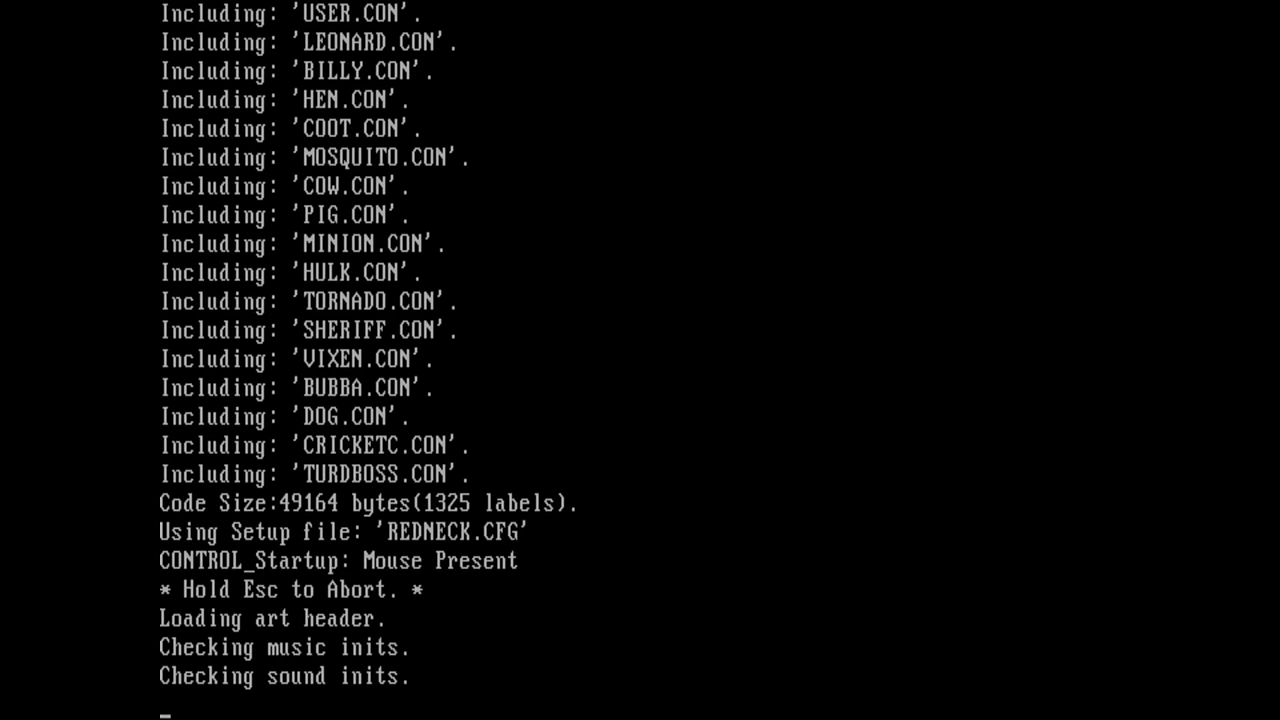 Including: 'USER.CON'.
Including: 'LEONARD.CON'.
Including: 'BILLY.CON'.
Including: 'HEN.CON'.
Including: 'COOT.CON'.
Including: 'MOSQUITO.CON'.
Including: 'COW.CON'.
Including: 'PIG.CON'.
Including: 'MINION.CON'.
Including: 'HULK.CON'.
Including: 'TORNADO.CON'.
Including: 'SHERIFF.CON'.
Including: 'VIXEN.CON'.
Including: 'BUBBA.CON'.
Including: 'DOG.CON'.
Including: 'CRICKETC.CON'.
Including: 'TURDBOSS.CON'.
Code Size:49164 bytes(1325 labels).
Using Setup file: 'REDNECK.CFG'
CONTROL_Startup: Mouse Present
* Hold Esc to Abort. *
Loading art header.
Checking music inits.
Checking sound inits.